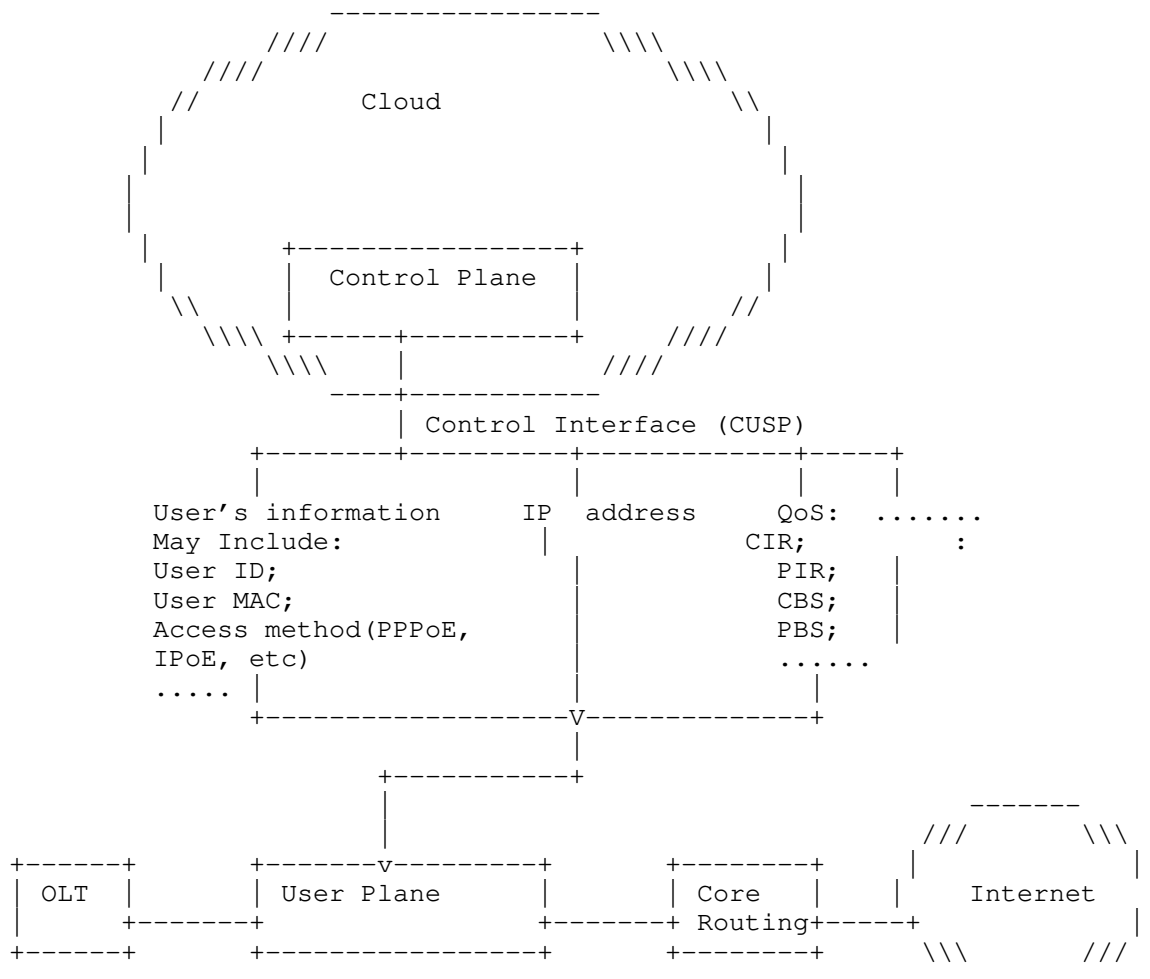 Cloud
Control Plane
Control Interface (CUSP)
User's information IP address QoS: .......
May Include: CIR; :
User ID; PIR;
User MAC; CBS;
Access method(PPPoE, PBS;
IPoE, etc) ......
.....
OLT User Plane Core Internet
Routing